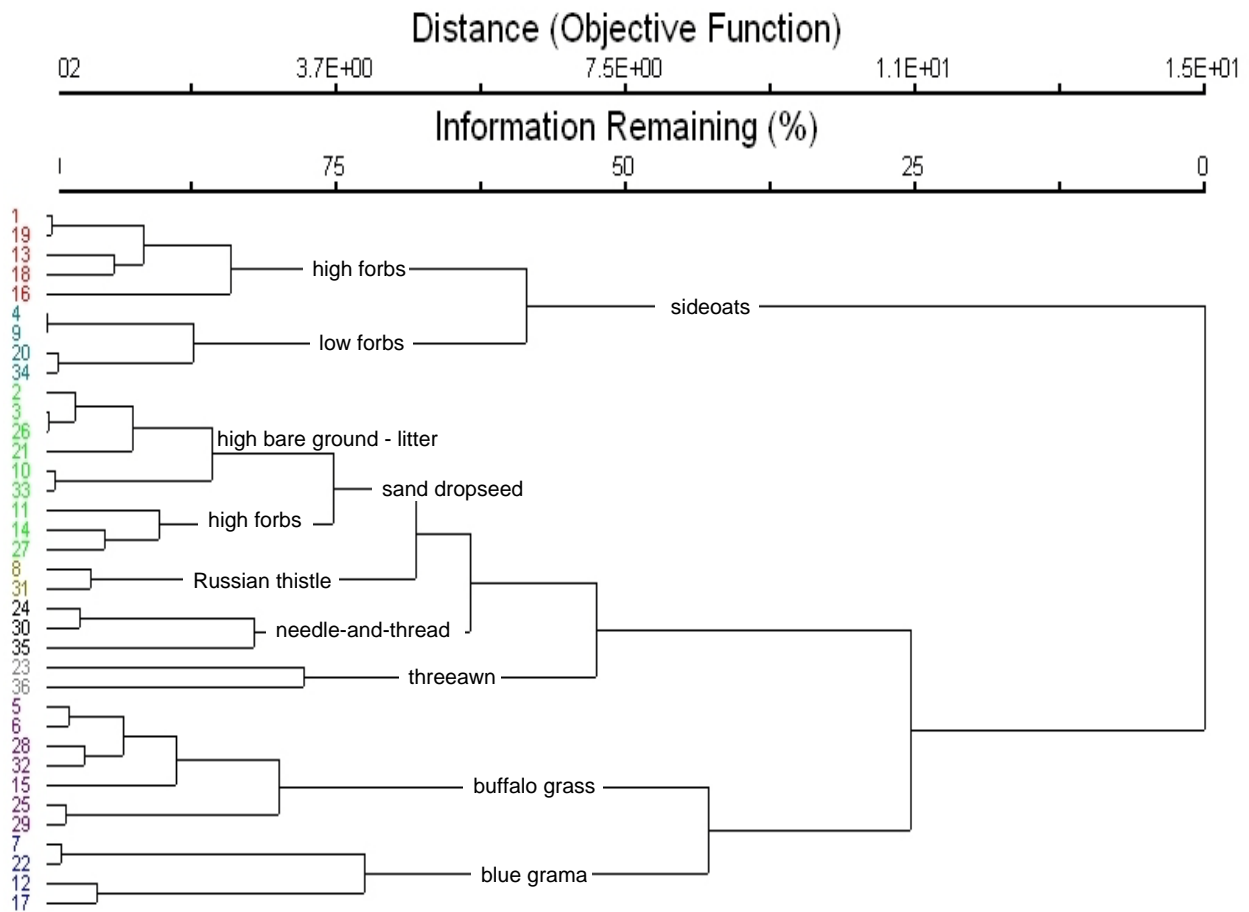 Distance (Objective Function)
02 3.7E+00 7.5E+00 1.1E+01 1.5E+01
Information Remaining (%)
75 50 25 0
1
19
13
18
high forbs
16
sideoats
4
9
low forbs
20
34
2
3
26
high bare ground - litter
21
10
33
sand dropseed
11
high forbs
14
27
8
Russian thistle
31
24
30
needle-and-thread
35
23
threeawn
36
5
6
28
32
buffalo grass
15
25
29
7
22
blue grama
12
17